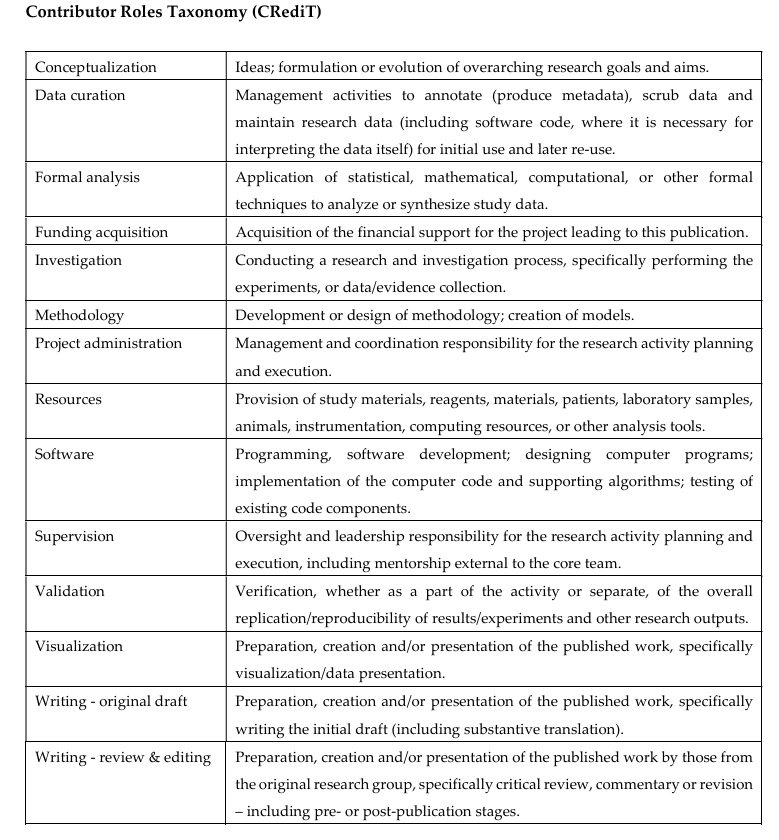 Contributor Roles Taxonomy (CRediT)
Conceptualization
Ideas; formulation or evolution of overarching research goals and aims.
Data curation
Management activities to annotate (produce metadata), scrub data and
maintain research data (including software code, where it is necessary for
interpreting the data itself) for initial use and later re-use.
Formal analysis
Application of statistical, mathematical, computational, or other formal
techniques to analyze or synthesize study data.
Funding acquisition
Acquisition of the financial support for the project leading to this publication.
Investigation
Conducting a research and investigation process, specifically performing the
experiments, or data/evidence collection.
Methodology
Development or design of methodology; creation of models.
Project administration
Management and coordination responsibility for the research activity planning
and execution.
Resources
Provision of study materials, reagents, materials, patients, laboratory samples,
animals, instrumentation, computing resources, or other analysis tools.
Software
Programming, software development; designing computer programs;
implementation of the computer code and supporting algorithms; testing of
existing code components.
Supervision
Oversight and leadership responsibility for the research activity planning and
execution, including mentorship external to the core team.
Validation
Verification, whether as a part of the activity or separate, of the overall
replication/reproducibility of results/experiments and other research outputs.
Visualization
Preparation, creation and/or presentation of the published work, specifically
visualization/data presentation.
Writing - original draft
Preparation, creation and/or presentation of the published work, specifically
writing the initial draft (including substantive translation).
Writing - review & editing
Preparation, creation and/or presentation of the published work by those from
the original research group, specifically critical review, commentary or revision
– including pre- or post-publication stages.